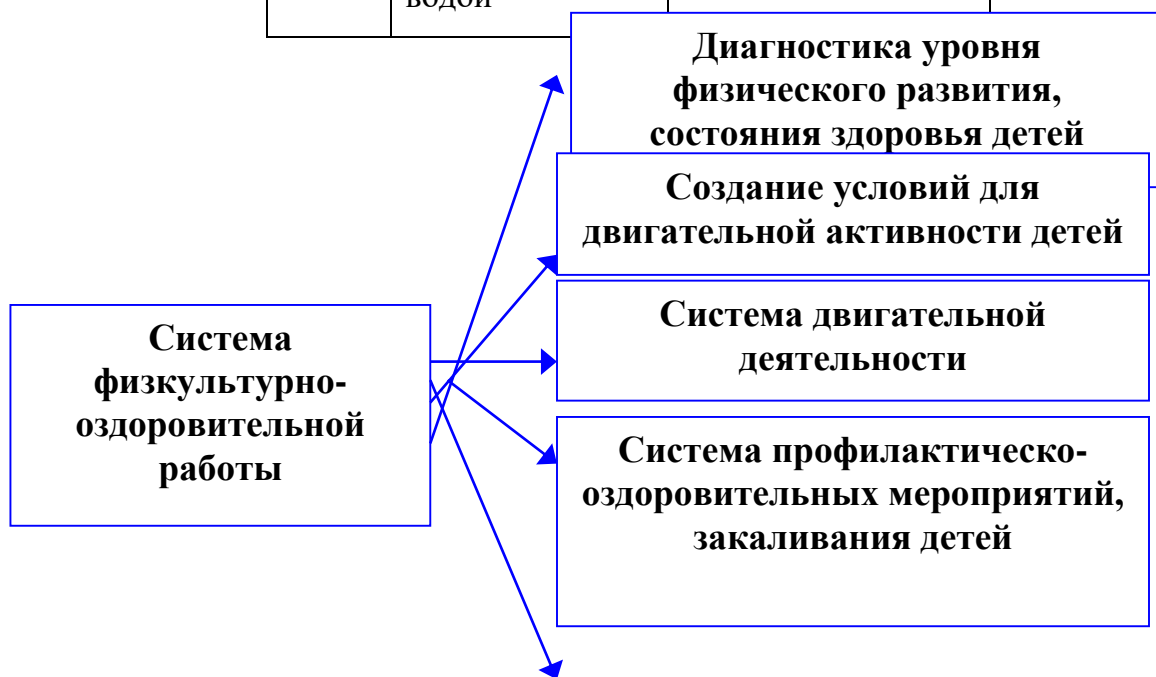 водой
Диагностика уровня
физического развития,
состояния здоровья детей
Создание условий для
двигательной активности детей
Система двигательной
деятельности
Система
физкультурно-
оздоровительной
работы
Система профилактическо-
оздоровительных мероприятий,
закаливания детей